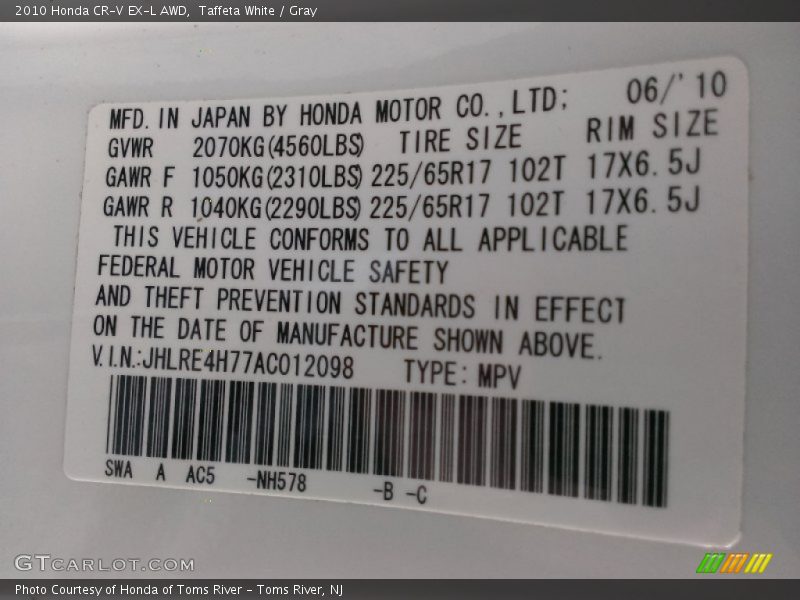 2010 Honda CR-V EX-L AWD, Taffeta White / Gray
MFD. IN JAPAN BY HONDA MOTOR CO., LTD; 06/'10
GVWR 2070KG(4560LBS) TIRE SIZE RIM SIZE
GAWR F 1050KG(2310LBS) 225/65R17 102T 17X6.5J
GAWR R 1040KG(2290LBS) 225/65R17 102T 17X6.5J
THIS VEHICLE CONFORMS TO ALL APPLICABLE
FEDERAL MOTOR VEHICLE SAFETY
AND THEFT PREVENTION STANDARDS IN EFFECT
ON THE DATE OF MANUFACTURE SHOWN ABOVE.
V.I.N.:JHLRE4H77AC012098 TYPE: MPV
SWA A AC5 -NH578 -B -C
GTCARLOT.COM
Photo Courtesy of Honda of Toms River - Toms River, NJ